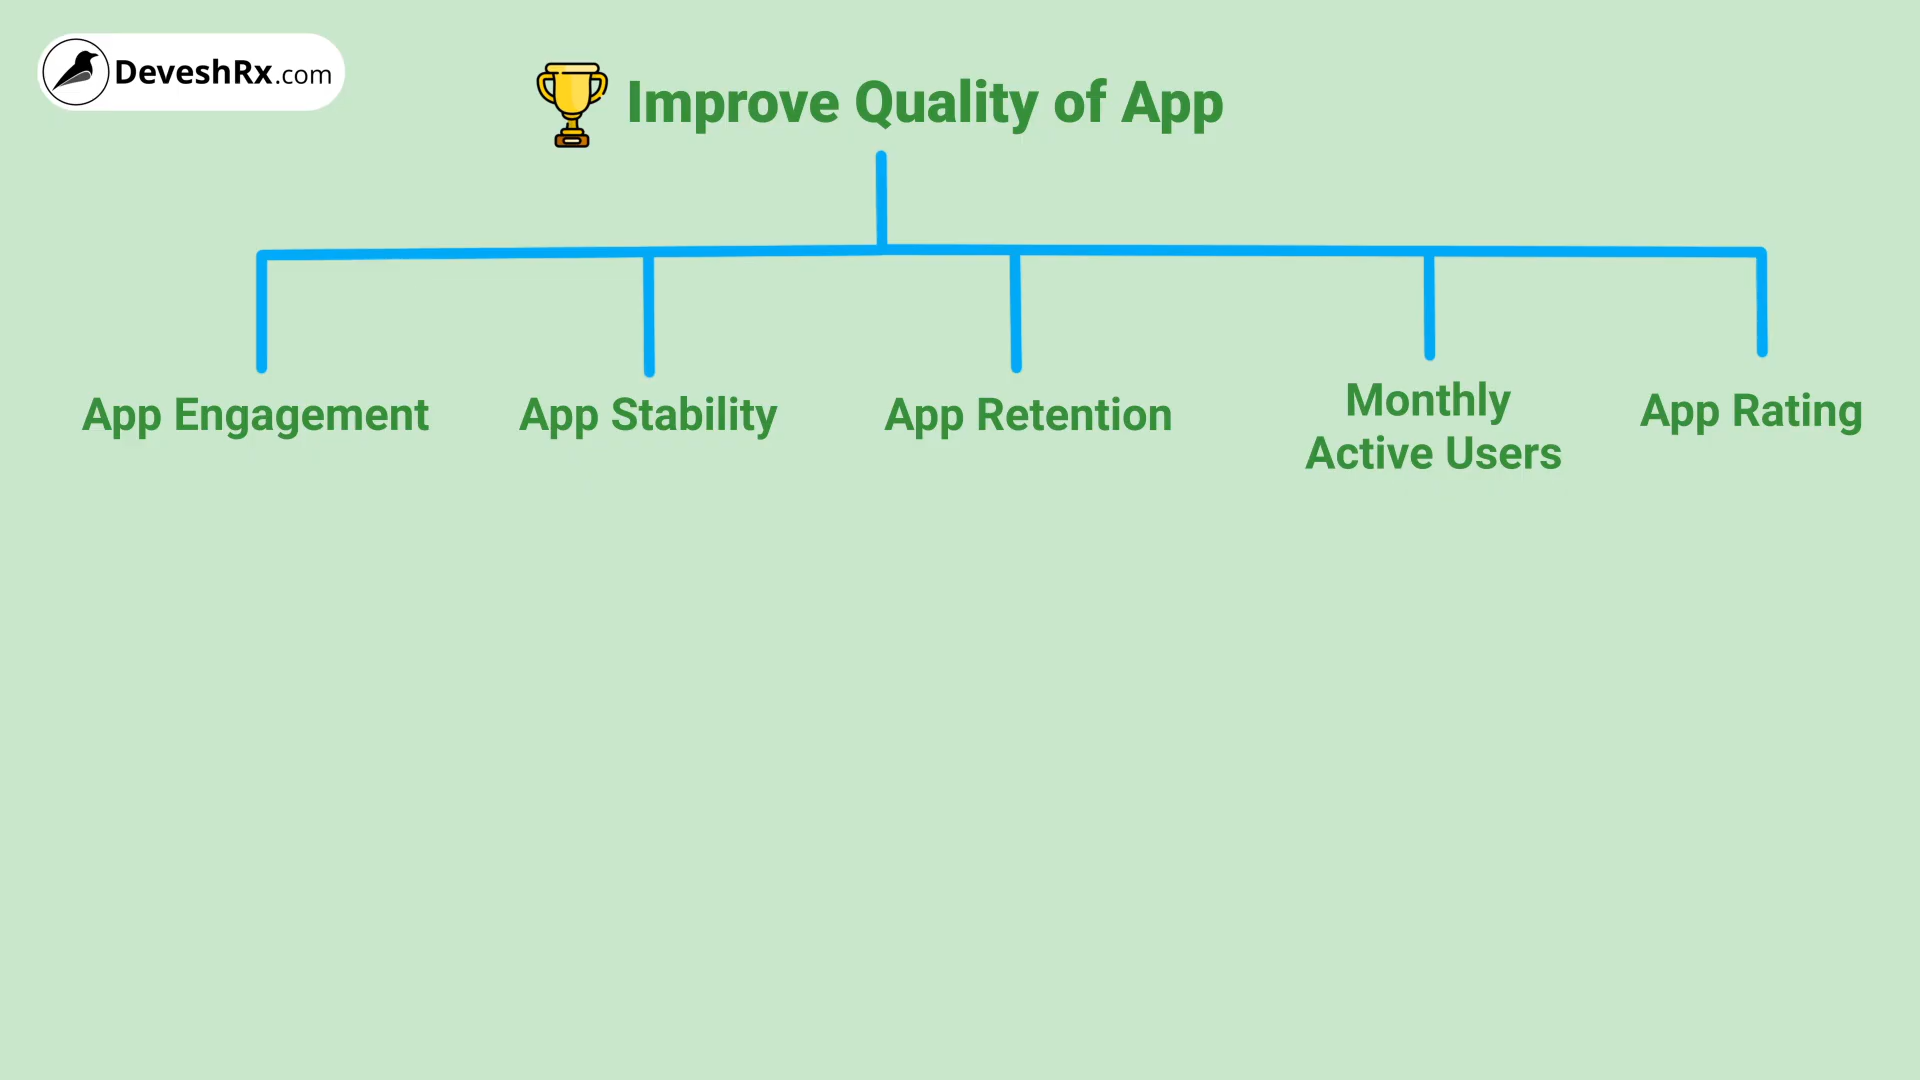 DeveshRx.com
Improve Quality of App
App Engagement
App Stability
App Retention
Monthly
Active Users
App Rating